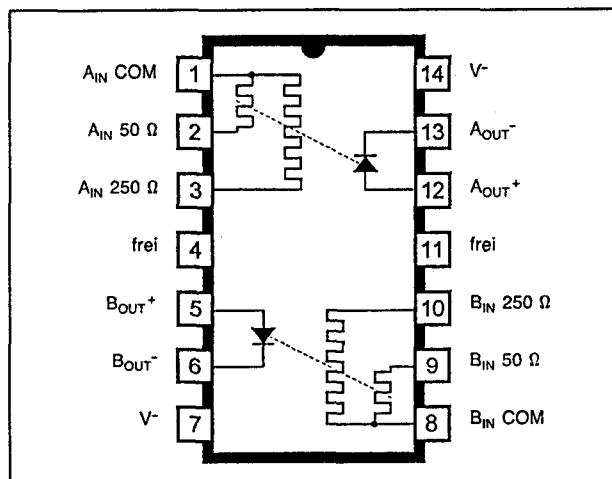 A_IN COM 1
A_IN 50 Ω 2
A_IN 250 Ω 3
frei 4
B_OUT+ 5
B_OUT- 6
V- 7
14 V-
13 A_OUT-
12 A_OUT+
11 frei
10 B_IN 250 Ω
9 B_IN 50 Ω
8 B_IN COM